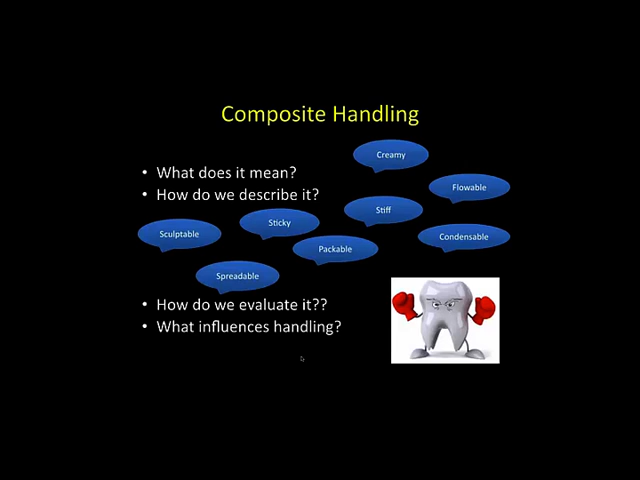 Composite Handling
Creamy
• What does it mean?
Flowable
• How do we describe it?
Stiff
Sticky
Sculptable
Condensable
Packable
Spreadable
• How do we evaluate it??
• What influences handling?